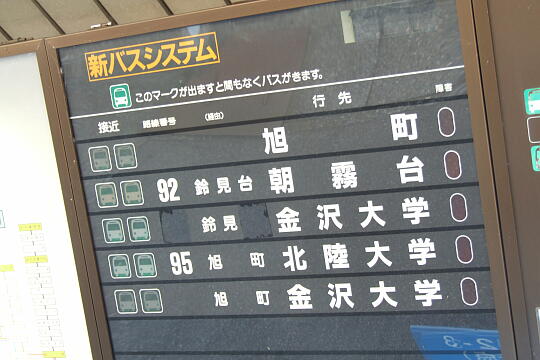 新バスシステム
このマークが出ますと間もなくバスがきます。
接近 路線番号 (経由) 行先 障害
旭町
92 鈴見台 朝霧台
鈴見 金沢大学
95 旭町 北陸大学
旭町 金沢大学